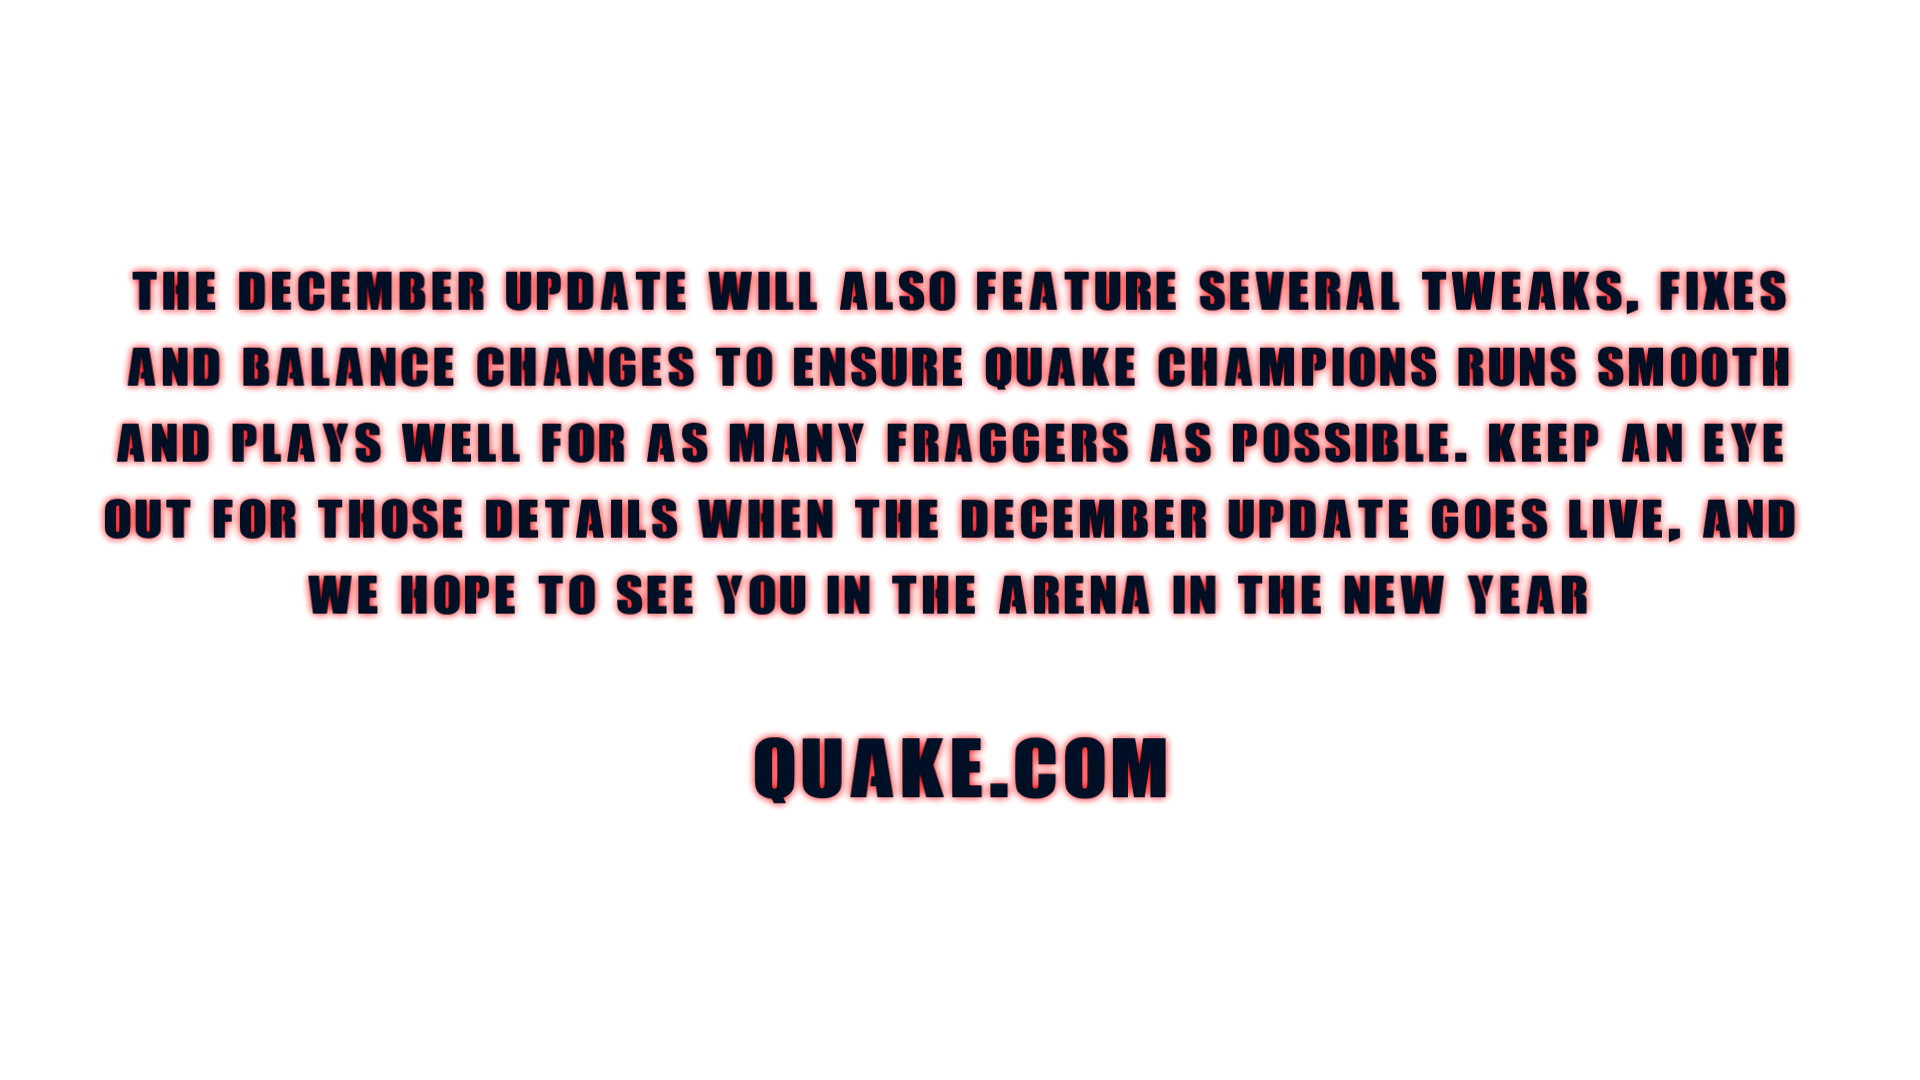 THE DECEMBER UPDATE WILL ALSO FEATURE SEVERAL TWEAKS, FIXES
AND BALANCE CHANGES TO ENSURE QUAKE CHAMPIONS RUNS SMOOTH
AND PLAYS WELL FOR AS MANY FRAGGERS AS POSSIBLE. KEEP AN EYE
OUT FOR THOSE DETAILS WHEN THE DECEMBER UPDATE GOES LIVE, AND
WE HOPE TO SEE YOU IN THE ARENA IN THE NEW YEAR
QUAKE.COM